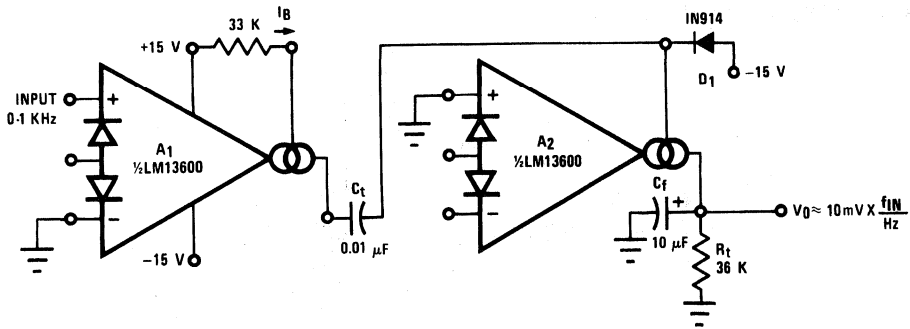 33 K
I_B
+15 V
INPUT
0-1 KHz
+
A1
½LM13600
−
−15 V
Ct
0.01 μF
IN914
D1
−15 V
+
A2
½LM13600
−
Cf
+
10 μF
Rt
36 K
V0 ≈ 10mV X fIN/Hz